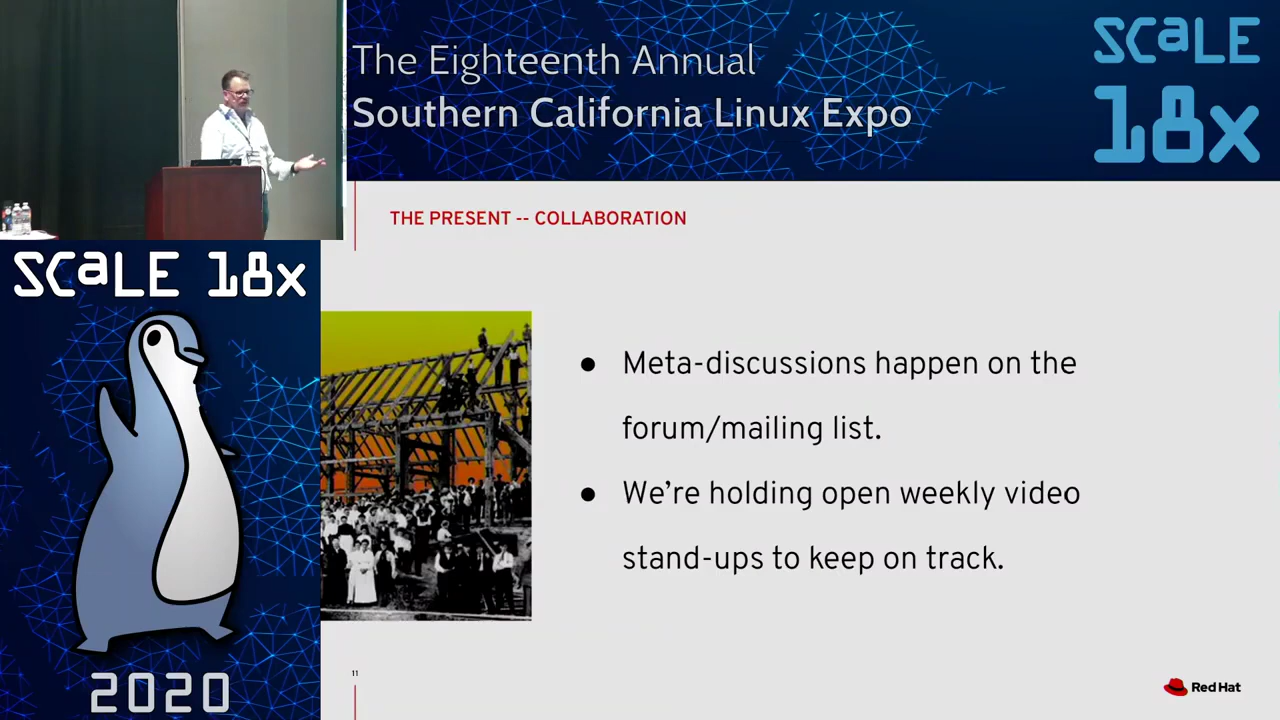 The Eighteenth Annual
Southern California Linux Expo
SCaLE
18x
THE PRESENT -- COLLABORATION
SCaLE 18x
● Meta-discussions happen on the
forum/mailing list.
● We’re holding open weekly video
stand-ups to keep on track.
2020
11
Red Hat